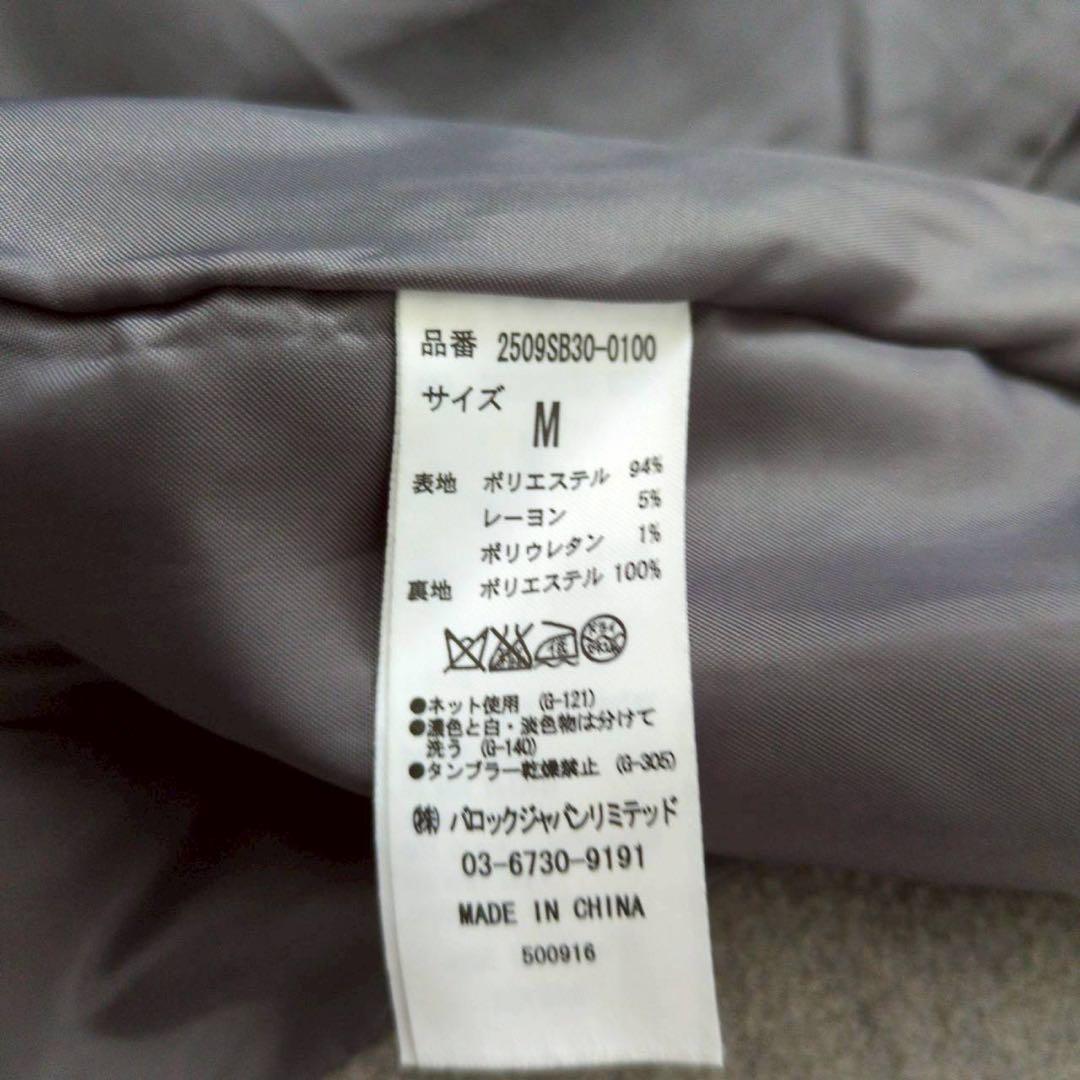 品番 2509SB30-0100
サイズ M
表地 ポリエステル 94%
レーヨン 5%
ポリウレタン 1%
裏地 ポリエステル 100%
低 ドライ
●ネット使用 (G-121)
●濃色と白・淡色物は分けて
洗う (G-140)
●タンブラー乾燥禁止 (G-305)
㈱バロックジャパンリミテッド
03-6730-9191
MADE IN CHINA
500916